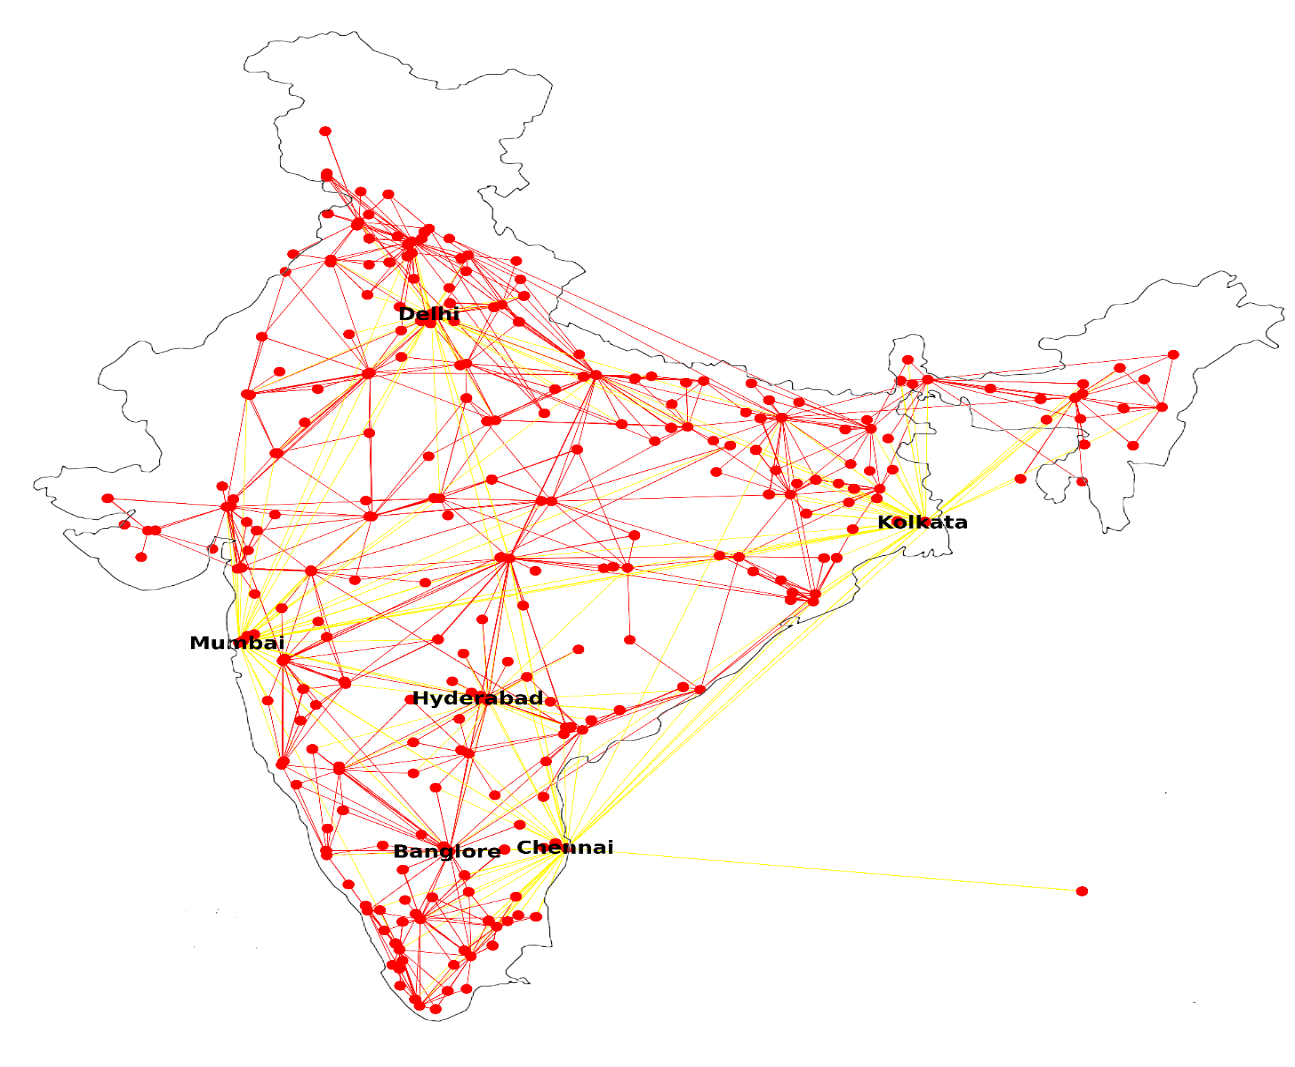 Delhi
Kolkata
Mumbai
Hyderabad
Banglore
Chennai